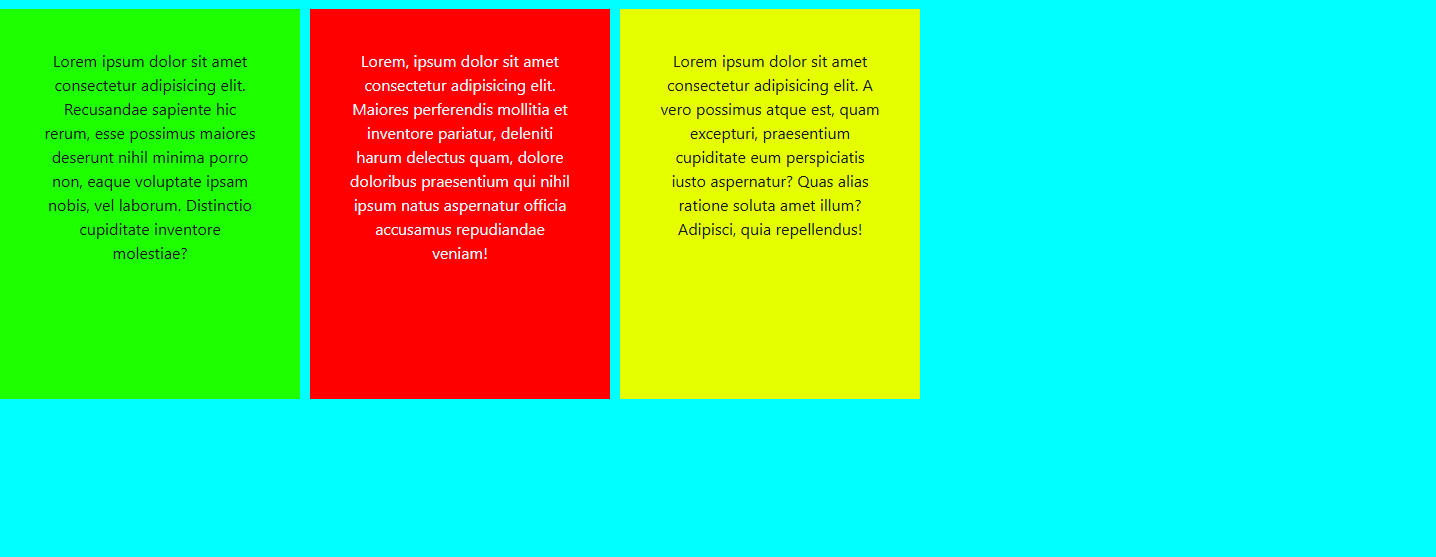 Lorem ipsum dolor sit amet
consectetur adipisicing elit.
Recusandae sapiente hic
rerum, esse possimus maiores
deserunt nihil minima porro
non, eaque voluptate ipsam
nobis, vel laborum. Distinctio
cupiditate inventore
molestiae?
Lorem, ipsum dolor sit amet
consectetur adipisicing elit.
Maiores perferendis mollitia et
inventore pariatur, deleniti
harum delectus quam, dolore
doloribus praesentium qui nihil
ipsum natus aspernatur officia
accusamus repudiandae
veniam!
Lorem ipsum dolor sit amet
consectetur adipisicing elit. A
vero possimus atque est, quam
excepturi, praesentium
cupiditate eum perspiciatis
iusto aspernatur? Quas alias
ratione soluta amet illum?
Adipisci, quia repellendus!